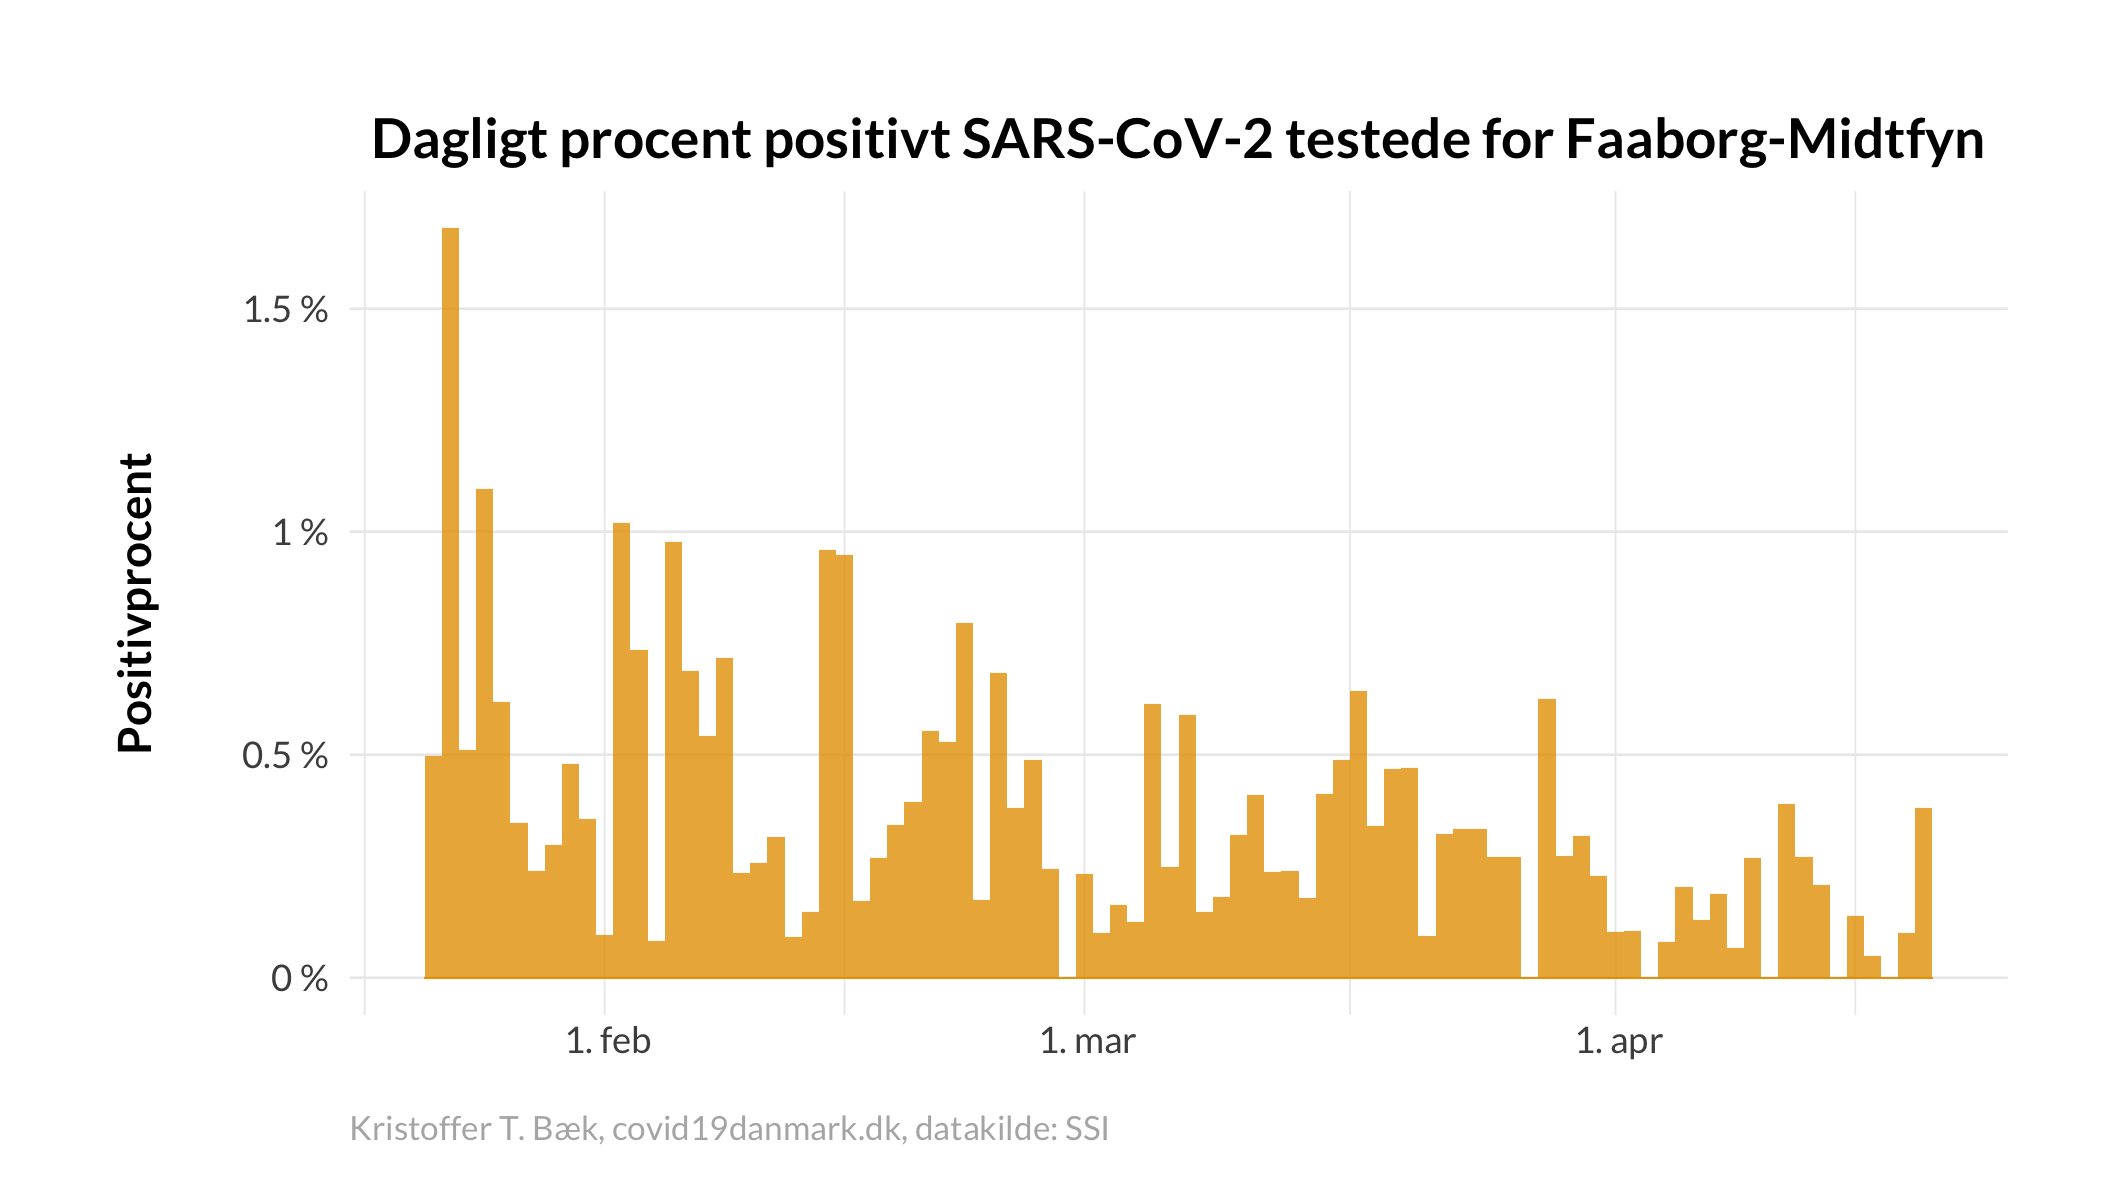 Dagligt procent positivt SARS-CoV-2 testede for Faaborg-Midtfyn
Positivprocent
1.5 %
1 %
0.5 %
0 %
1. feb
1. mar
1. apr
Kristoffer T. Bæk, covid19danmark.dk, datakilde: SSI